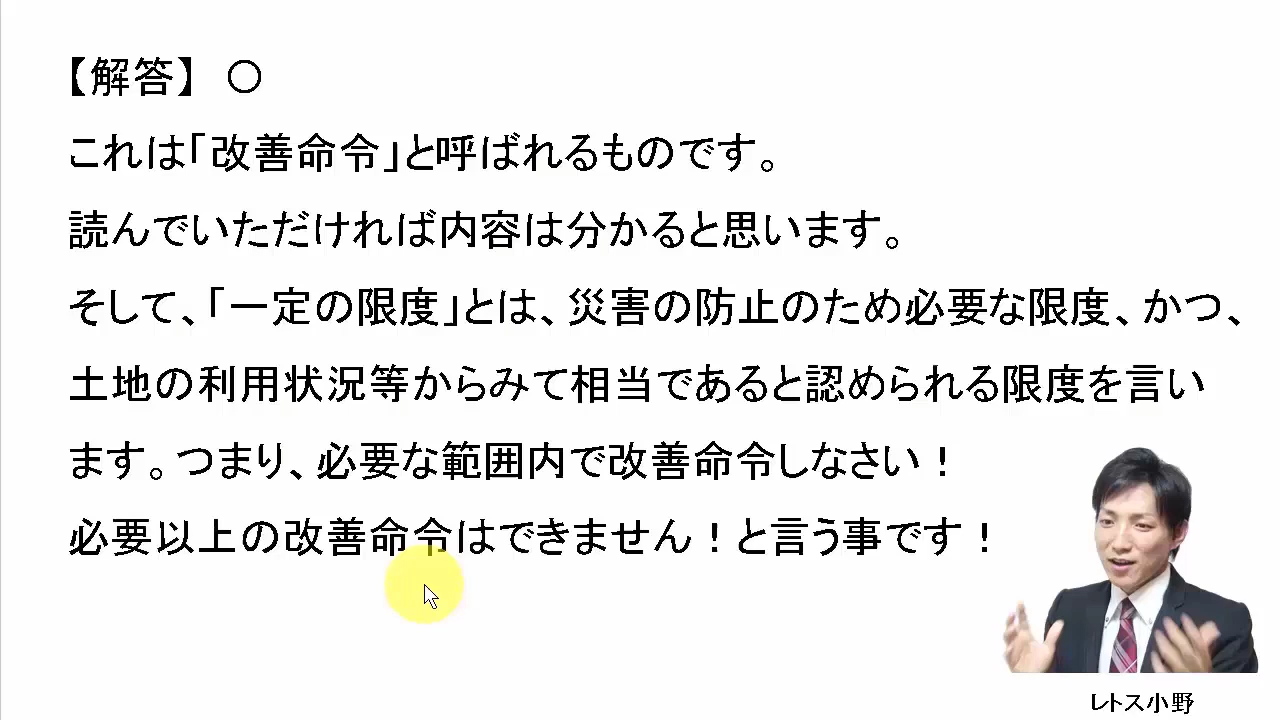 【解答】 〇
これは「改善命令」と呼ばれるものです。
読んでいただければ内容は分かると思います。
そして、「一定の限度」とは、災害の防止のため必要な限度、かつ、
土地の利用状況等からみて相当であると認められる限度を言い
ます。つまり、必要な範囲内で改善命令しなさい！
必要以上の改善命令はできません！と言う事です！
レトス小野